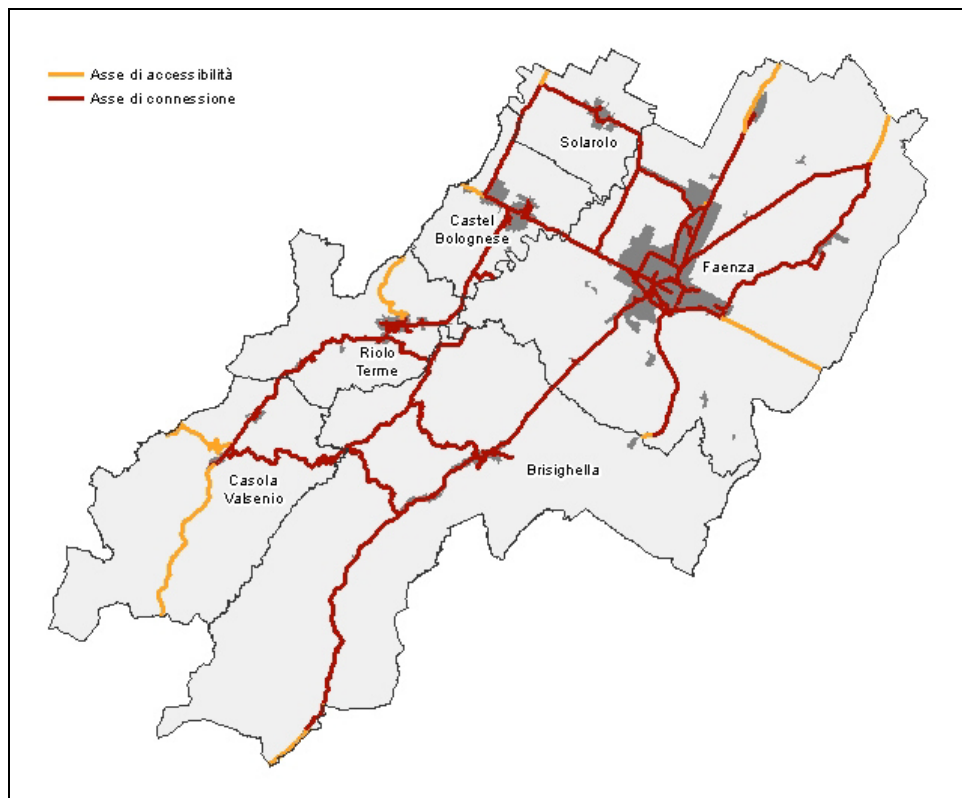 Asse di accessibilità
Asse di connessione
Solarolo
Castel
Bolognese
Faenza
Riolo
Terme
Brisighella
Casola
Valsenio